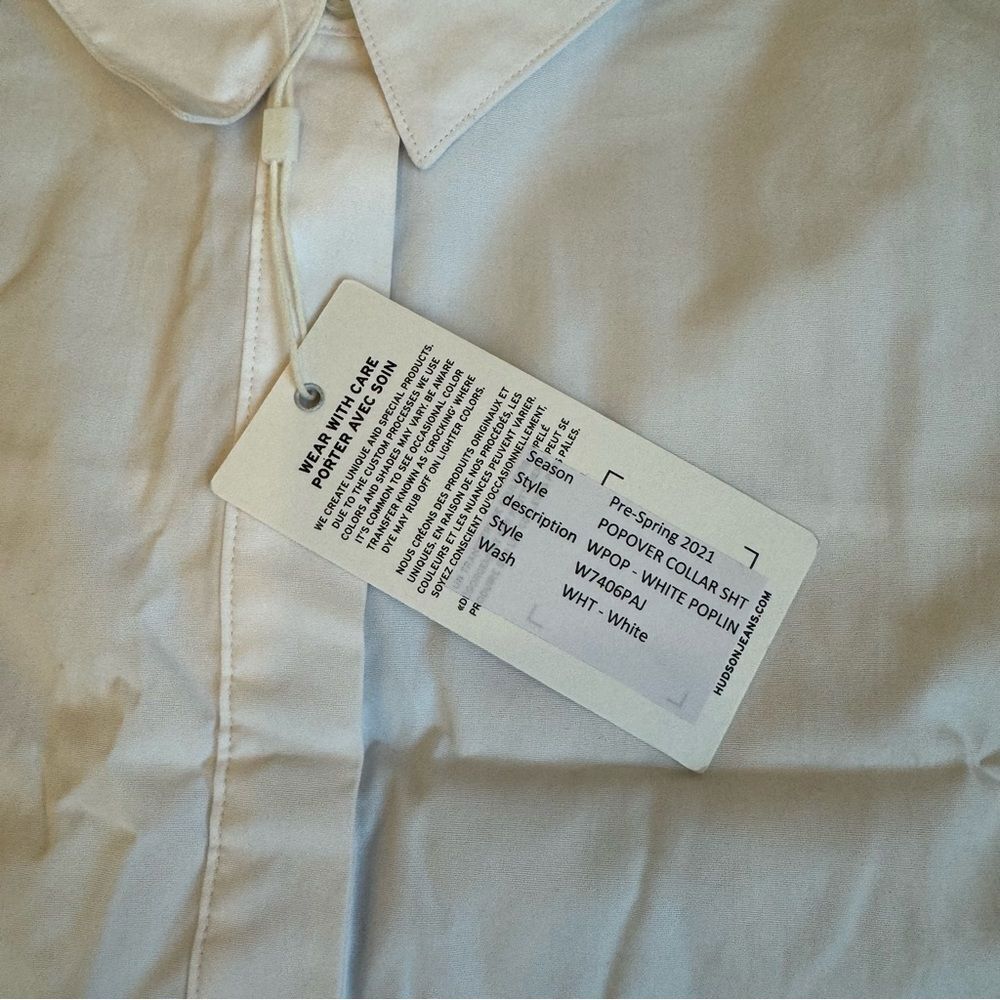 WEAR WITH CARE
PORTER AVEC SOIN
WE CREATE UNIQUE AND SPECIAL PRODUCTS.
DUE TO THE CUSTOM PROCESSES WE USE
COLORS AND SHADES MAY VARY. BE AWARE
IT'S COMMON TO SEE OCCASIONAL COLOR
TRANSFER KNOWN AS 'CROCKING' WHERE
DYE MAY RUB OFF ON LIGHTER COLORS.
NOUS CRÉONS DES PRODUITS ORIGINAUX ET
UNIQUES, EN RAISON DE NOS PROCÉDÉS, LES
COULEURS ET LES NUANCES PEUVENT VARIER.
SOYEZ CONSCIENT QU'OCCASIONNELLEMENT,
PEUT SE
PÂLES.
Season Pre-Spring 2021
Style POPOVER COLLAR SHT
description WPOP - WHITE POPLIN
Style W7406PAJ
Wash WHT - White
HUDSONJEANS.COM